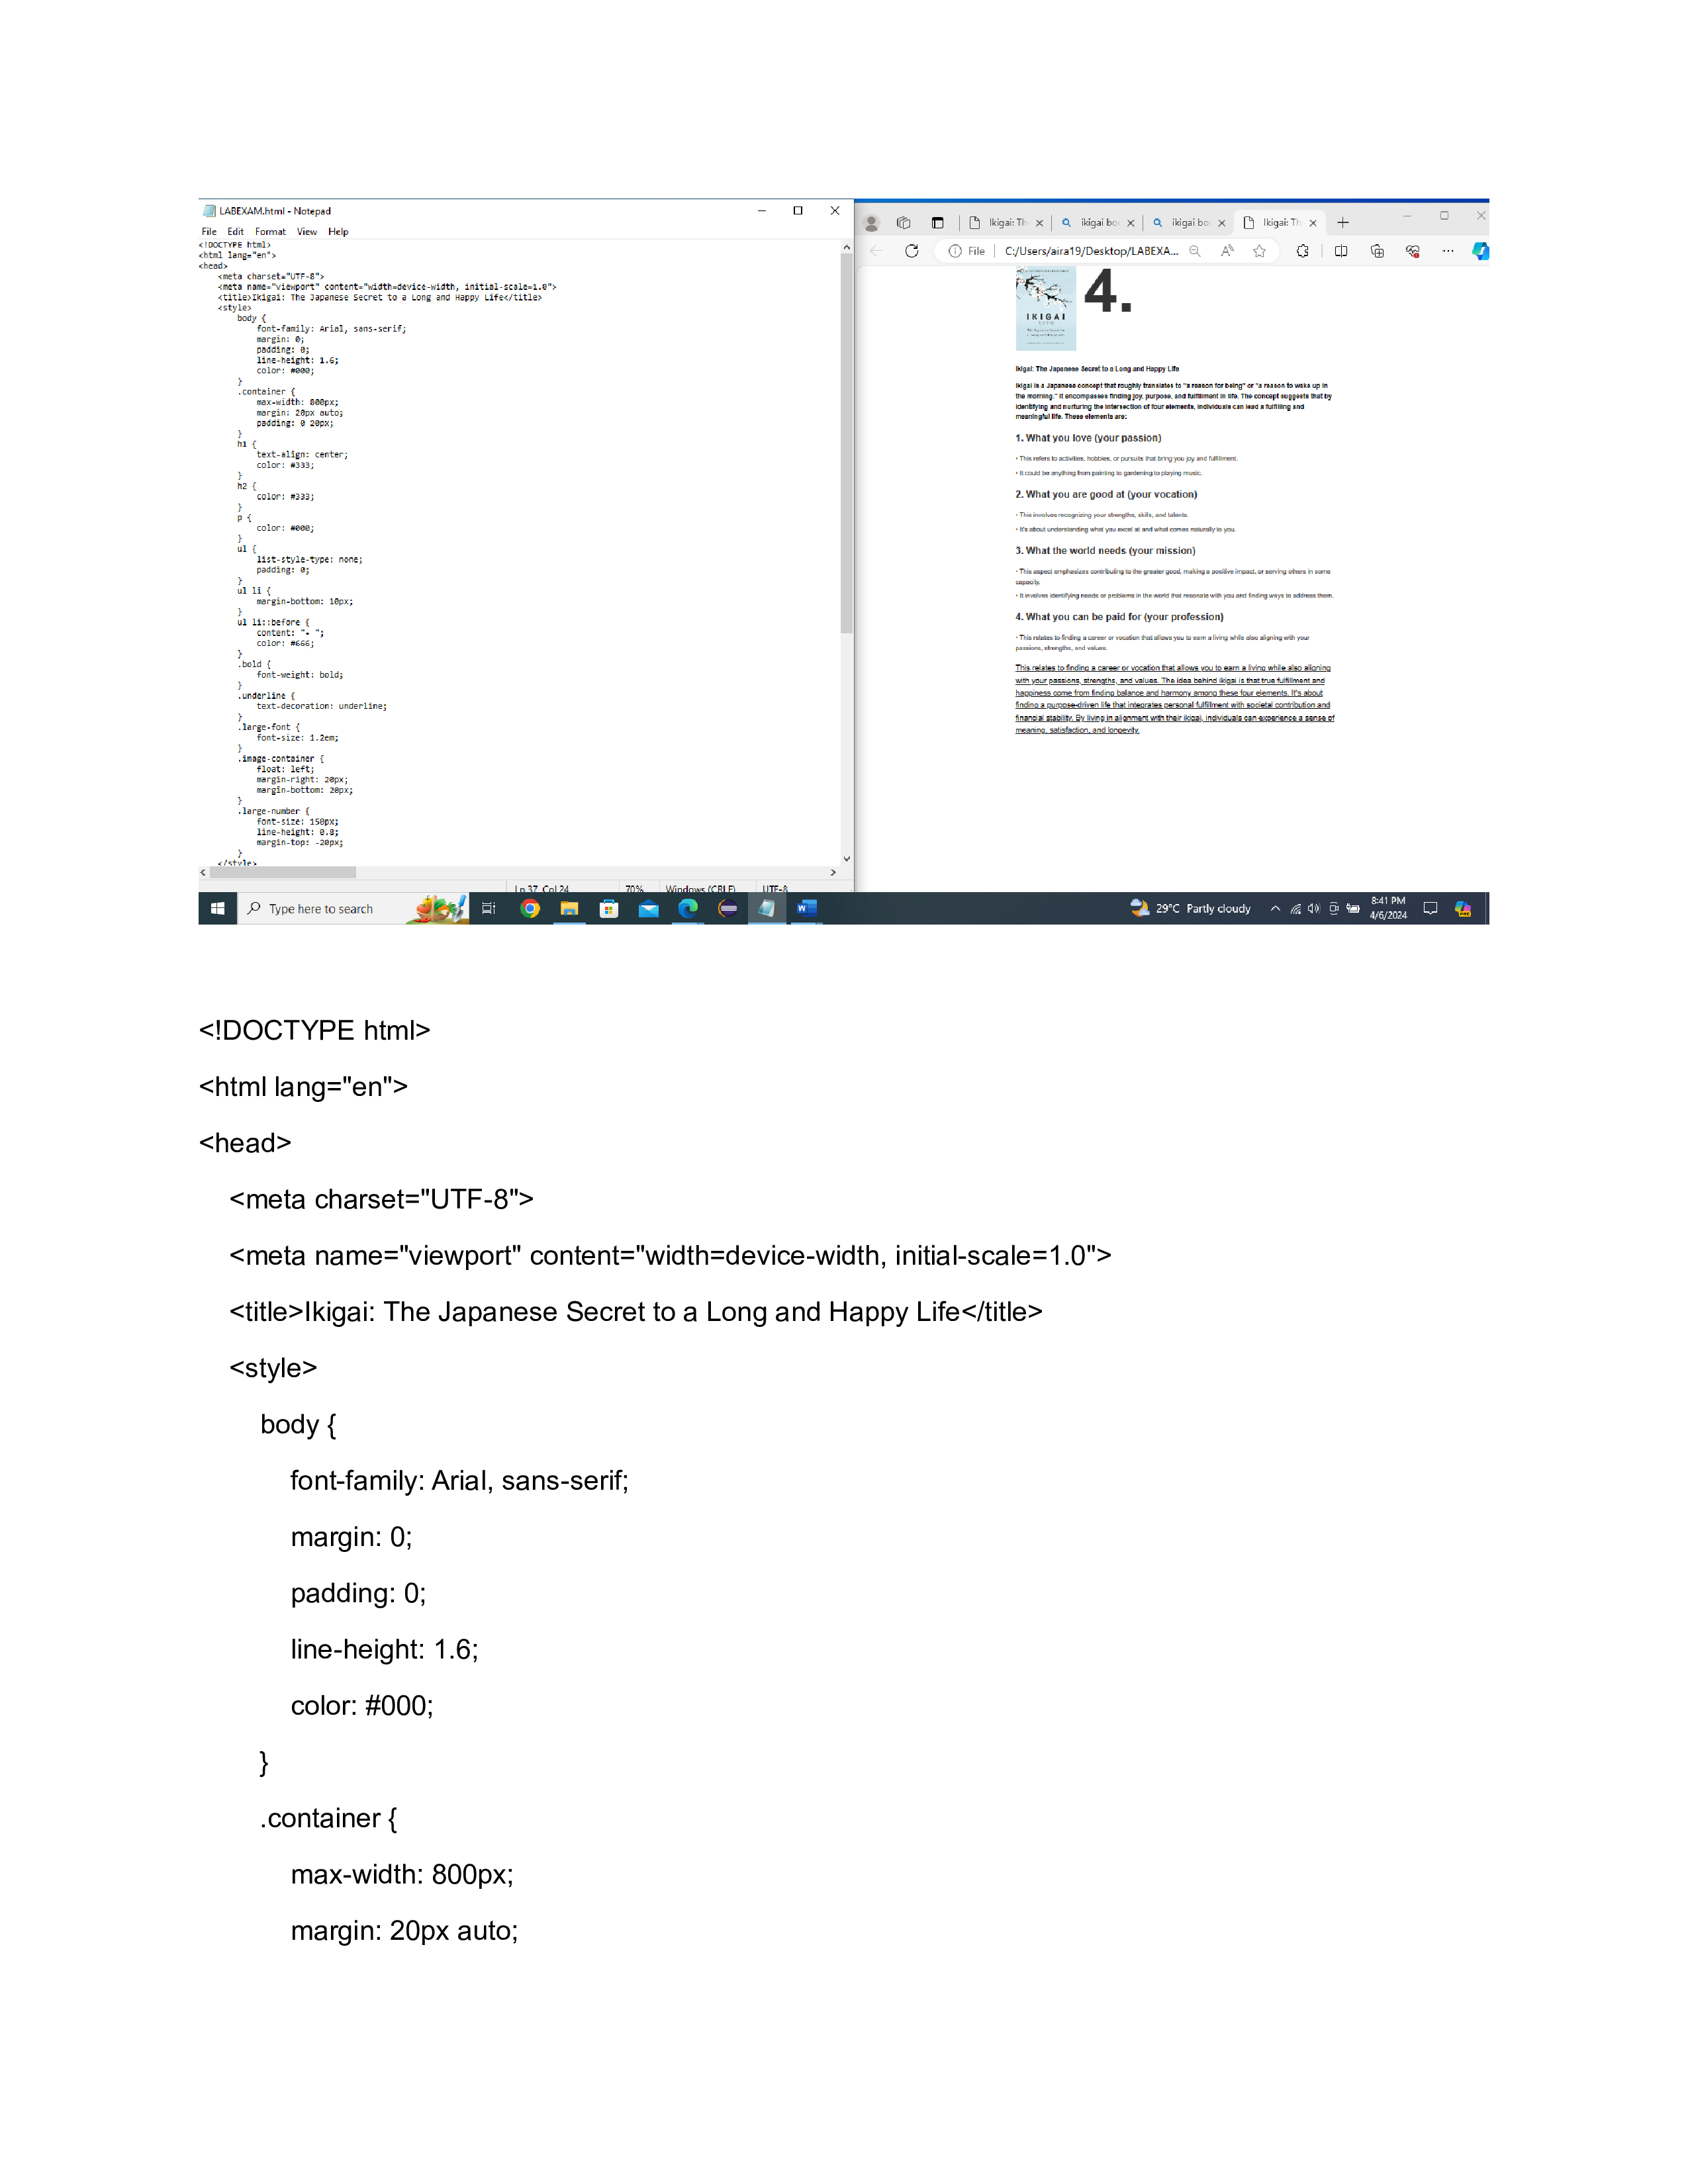 LABEXAM.html - Notepad
File Edit Format View Help
<!DOCTYPE html>
<html lang="en">
<head>
<meta charset="UTF-8">
<meta name="viewport" content="width=device-width, initial-scale=1.0">
<title>Ikigai: The Japanese Secret to a Long and Happy Life</title>
<style>
body {
font-family: Arial, sans-serif;
margin: 0;
padding: 0;
line-height: 1.6;
color: #000;
}
.container {
max-width: 800px;
margin: 20px auto;
padding: 0 20px;
}
h1 {
text-align: center;
color: #333;
}
h2 {
color: #333;
}
p {
color: #000;
}
ul {
list-style-type: none;
padding: 0;
}
ul li {
margin-bottom: 10px;
}
ul li::before {
content: "• ";
color: #666;
}
.bold {
font-weight: bold;
}
.underline {
text-decoration: underline;
}
.large-font {
font-size: 1.2em;
}
.image-container {
float: left;
margin-right: 20px;
margin-bottom: 20px;
}
.large-number {
font-size: 150px;
line-height: 0.8;
margin-top: -20px;
}
</style>
Ln 37, Col 24 70% Windows (CRLF) UTF-8
Ikigai: Th ikigai bo ikigai bo Ikigai: Th
File C:/Users/aira19/Desktop/LABEXA...
IKIGAI
4.
Ikigai: The Japanese Secret to a Long and Happy Life
Ikigai is a Japanese concept that roughly translates to "a reason for being" or "a reason to wake up in
the morning." It encompasses finding joy, purpose, and fulfillment in life. The concept suggests that by
identifying and nurturing the intersection of four elements, individuals can lead a fulfilling and
meaningful life. These elements are:
1. What you love (your passion)
• This refers to activities, hobbies, or pursuits that bring you joy and fulfillment.
• It could be anything from painting to gardening to playing music.
2. What you are good at (your vocation)
• This involves recognizing your strengths, skills, and talents.
• It's about understanding what you excel at and what comes naturally to you.
3. What the world needs (your mission)
• This aspect emphasizes contributing to the greater good, making a positive impact, or serving others in some
capacity.
• It involves identifying needs or problems in the world that resonate with you and finding ways to address them.
4. What you can be paid for (your profession)
• This relates to finding a career or vocation that allows you to earn a living while also aligning with your
passions, strengths, and values.
This relates to finding a career or vocation that allows you to earn a living while also aligning
with your passions, strengths, and values. The idea behind ikigai is that true fulfillment and
happiness come from finding balance and harmony among these four elements. It's about
finding a purpose-driven life that integrates personal fulfillment with societal contribution and
financial stability. By living in alignment with their ikigai, individuals can experience a sense of
meaning, satisfaction, and longevity.
Type here to search
29°C Partly cloudy
8:41 PM
4/6/2024
<!DOCTYPE html>
<html lang="en">
<head>
<meta charset="UTF-8">
<meta name="viewport" content="width=device-width, initial-scale=1.0">
<title>Ikigai: The Japanese Secret to a Long and Happy Life</title>
<style>
body {
font-family: Arial, sans-serif;
margin: 0;
padding: 0;
line-height: 1.6;
color: #000;
}
.container {
max-width: 800px;
margin: 20px auto;